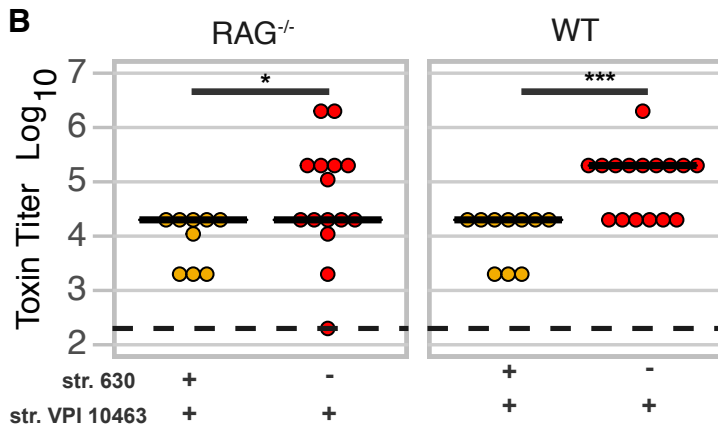 B
RAG-/-
WT
Toxin Titer Log10
7
6
5
4
3
2
*
***
str. 630 + - + -
str. VPI 10463 + + + +